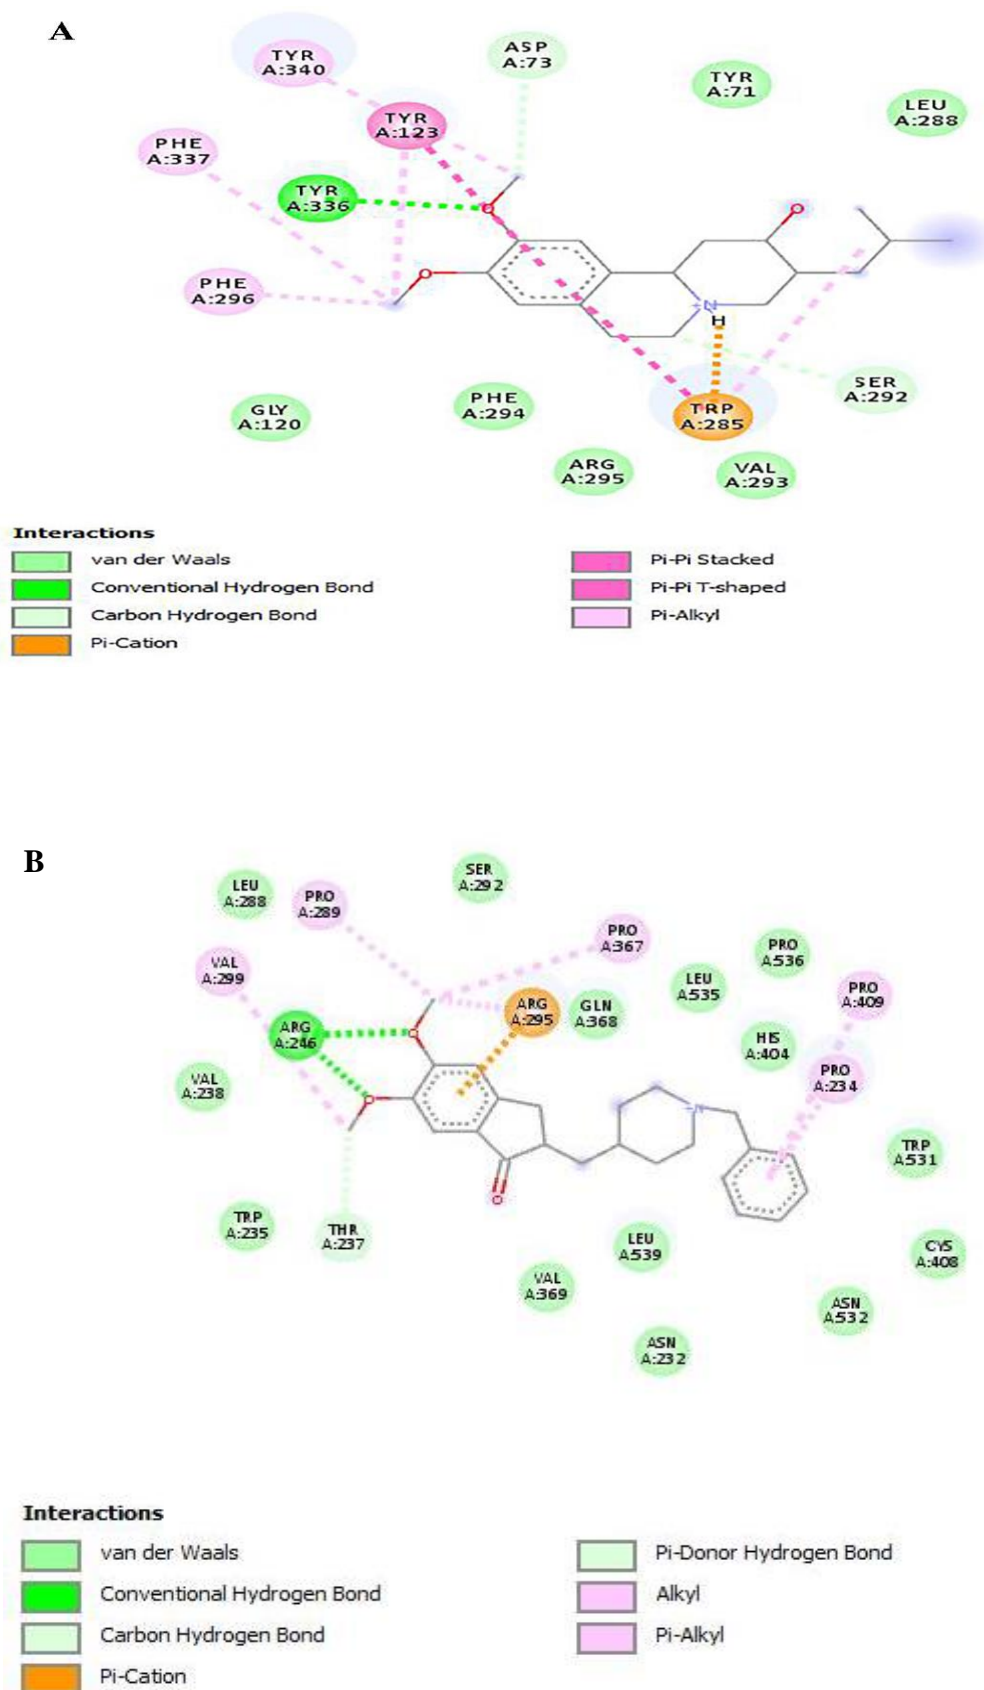 A
TYR
A:340
ASP
A:73
TYR
A:71
LEU
A:288
TYR
A:123
PHE
A:337
TYR
A:336
PHE
A:296
O
O
O
+N
H
SER
A:292
GLY
A:120
PHE
A:294
TRP
A:285
ARG
A:295
VAL
A:293
Interactions
van der Waals
Conventional Hydrogen Bond
Carbon Hydrogen Bond
Pi-Cation
Pi-Pi Stacked
Pi-Pi T-shaped
Pi-Alkyl
B
LEU
A:288
PRO
A:289
SER
A:292
PRO
A:367
PRO
A:536
VAL
A:299
LEU
A:535
PRO
A:409
ARG
A:246
ARG
A:295
GLN
A:368
HIS
A:404
VAL
A:238
PRO
A:234
O
O
+N
TRP
A:531
O
TRP
A:235
THR
A:237
LEU
A:539
CYS
A:408
VAL
A:369
ASN
A:532
ASN
A:232
Interactions
van der Waals
Conventional Hydrogen Bond
Carbon Hydrogen Bond
Pi-Cation
Pi-Donor Hydrogen Bond
Alkyl
Pi-Alkyl